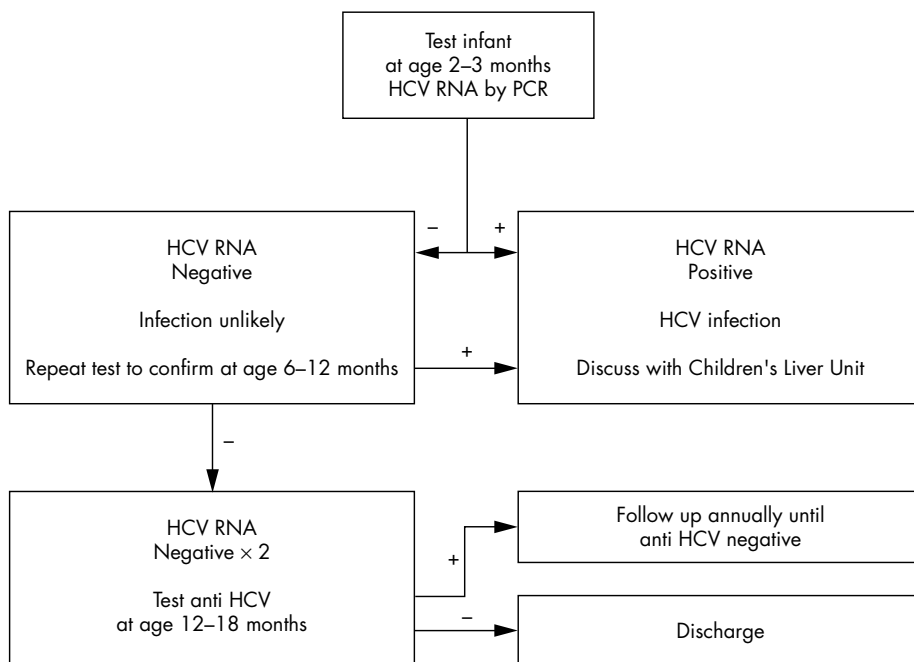 Test infant
at age 2–3 months
HCV RNA by PCR
–
+
HCV RNA
Negative
Infection unlikely
Repeat test to confirm at age 6–12 months
HCV RNA
Positive
HCV infection
Discuss with Children's Liver Unit
+
–
HCV RNA
Negative × 2
Test anti HCV
at age 12–18 months
+
Follow up annually until
anti HCV negative
–
Discharge